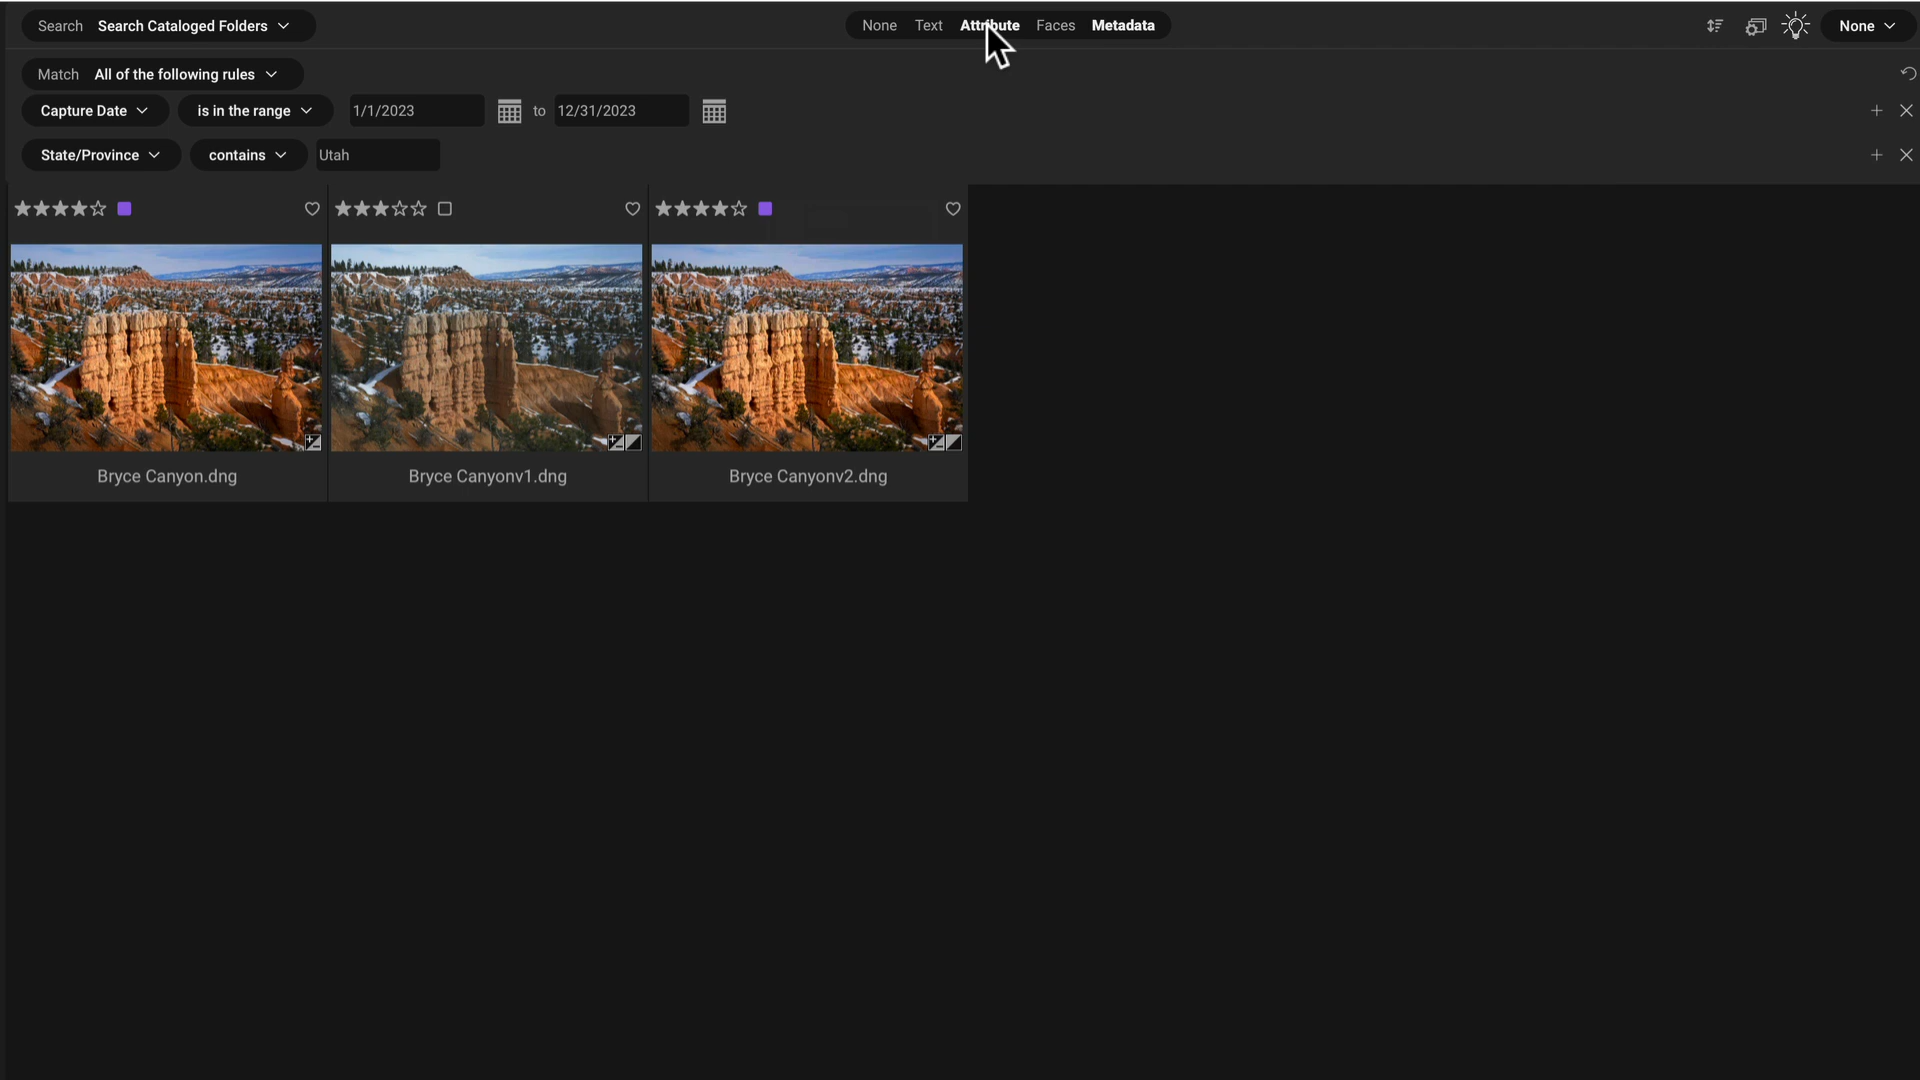 Search Search Cataloged Folders None Text Attribute Faces Metadata None
Match All of the following rules
Capture Date is in the range 1/1/2023 to 12/31/2023
State/Province contains Utah
Bryce Canyon.dng Bryce Canyonv1.dng Bryce Canyonv2.dng